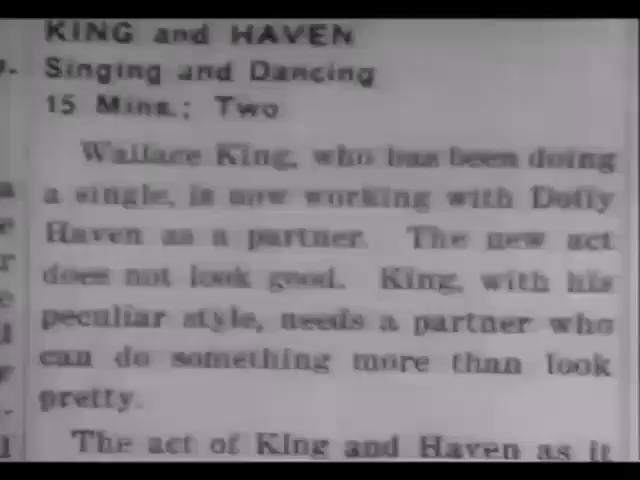 KING and HAVEN
Singing and Dancing
15 Mins.; Two
Wallace King, who has been doing
a single, is now working with Dolly
Haven as a partner. The new act
does not look good. King, with his
peculiar style, needs a partner who
can do something more than look
pretty.
The act of King and Haven as it